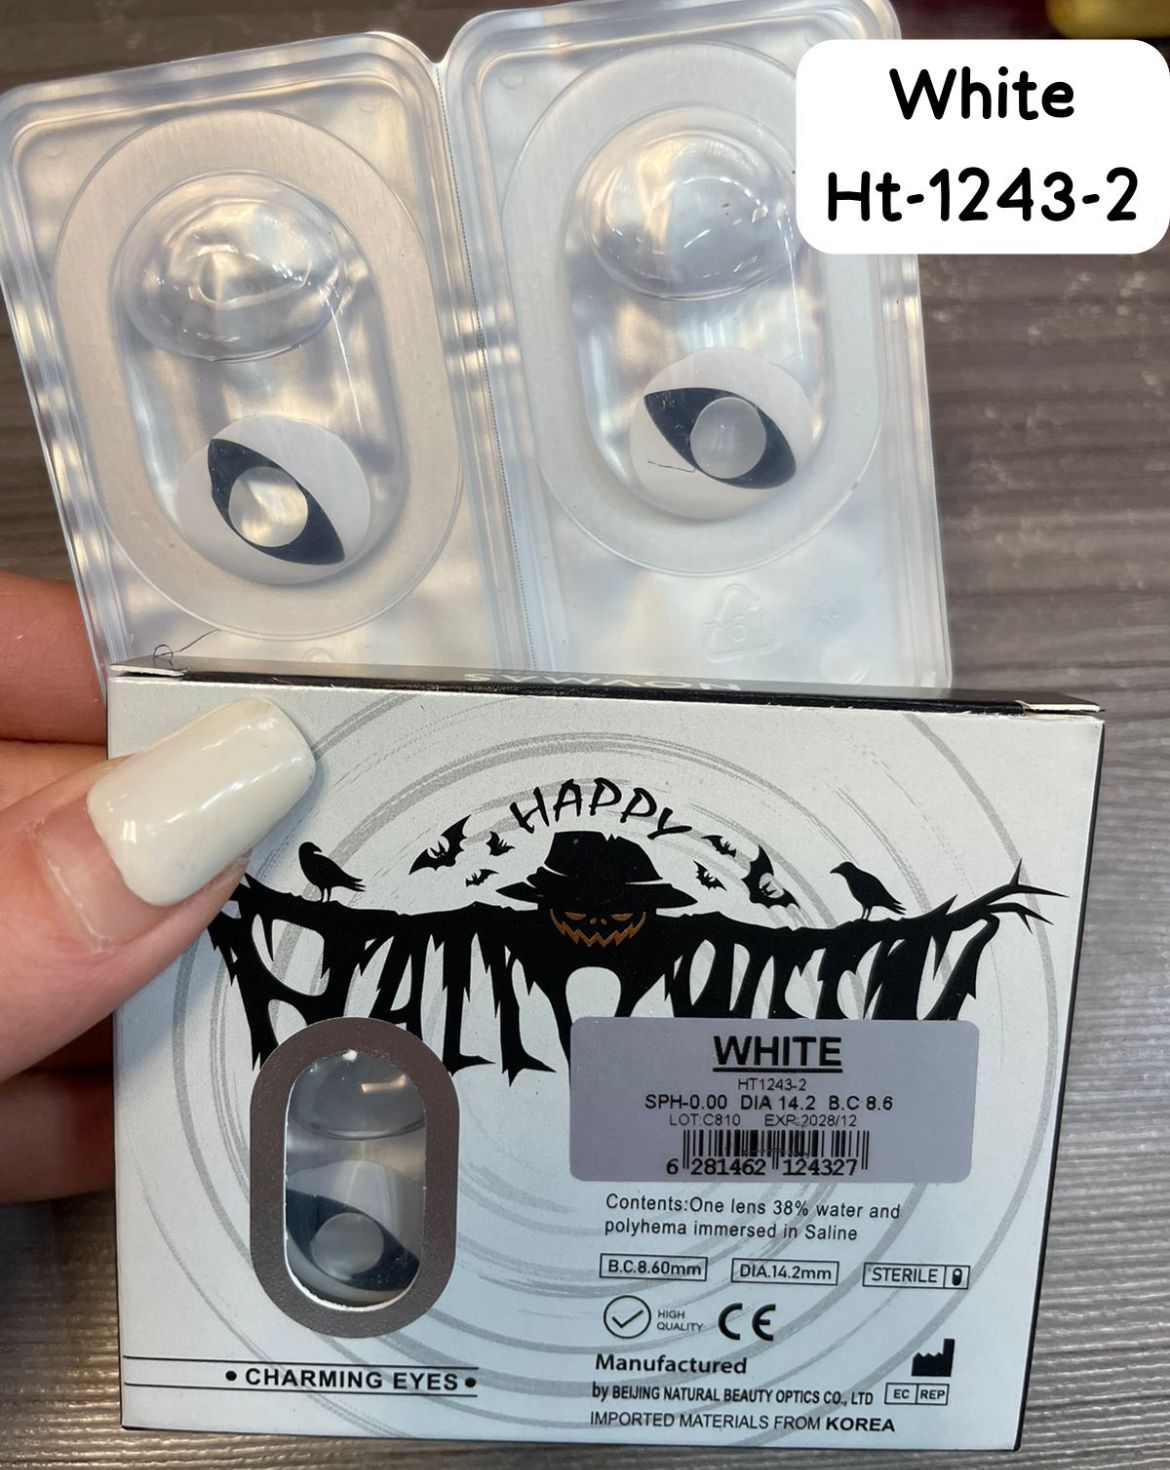 White
Ht-1243-2
HAPPY
HALLOWEEN
WHITE
HT1243-2
SPH-0.00 DIA 14.2 B.C 8.6
LOT:C810 EXP:2028/12
6 281462 124327
Contents:One lens 38% water and
polyhema immersed in Saline
B.C.8.60mm DIA.14.2mm STERILE
HIGH
QUALITY CE
Manufactured
by BEIJING NATURAL BEAUTY OPTICS CO., LTD EC REP
IMPORTED MATERIALS FROM KOREA
• CHARMING EYES •